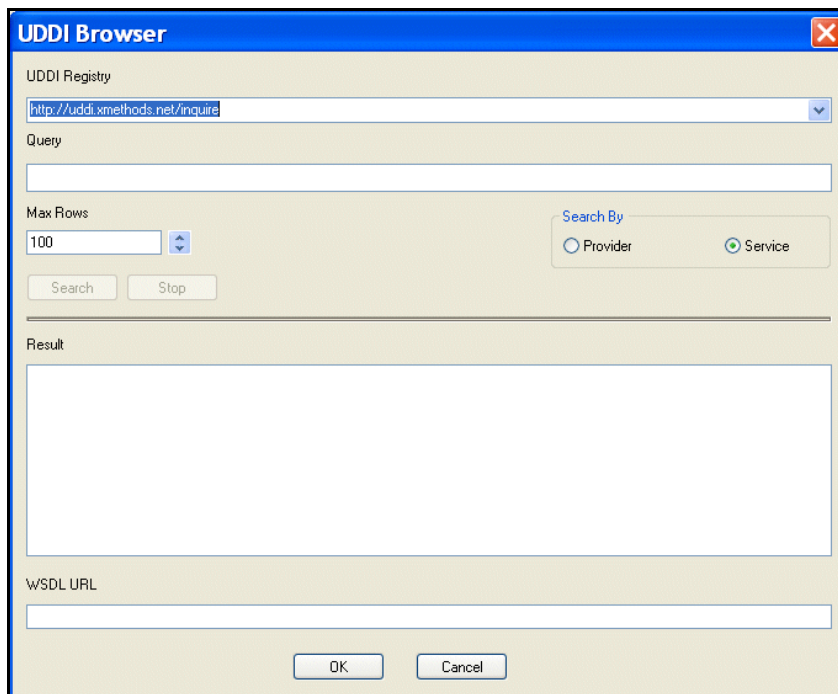 UDDI Browser
UDDI Registry
http://uddi.xmethods.net/inquire
Query
Max Rows
100
Search By
Provider
Service
Search
Stop
Result
WSDL URL
OK
Cancel